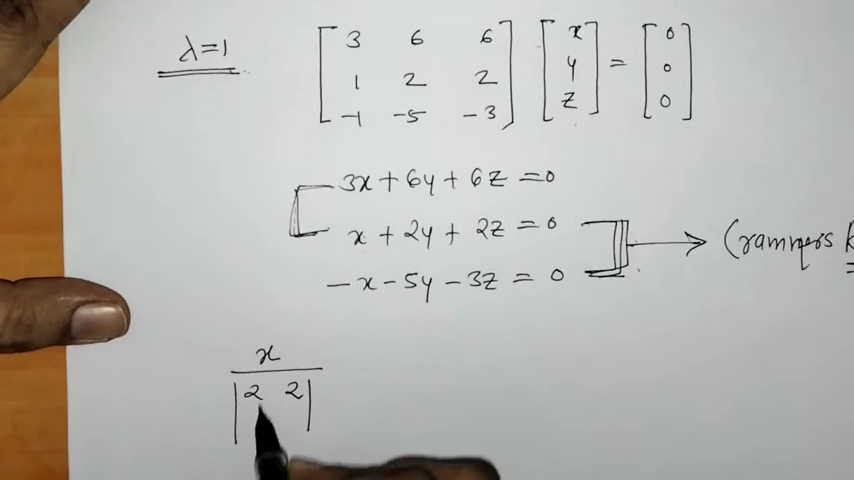 λ=1
[3 6 6] [x] = [0]
[1 2 2] [y] [0]
[-1 -5 -3] [z] [0]
3x + 6y + 6z = 0
x + 2y + 2z = 0
-x - 5y - 3z = 0
→ (rammers
x
|2 2|